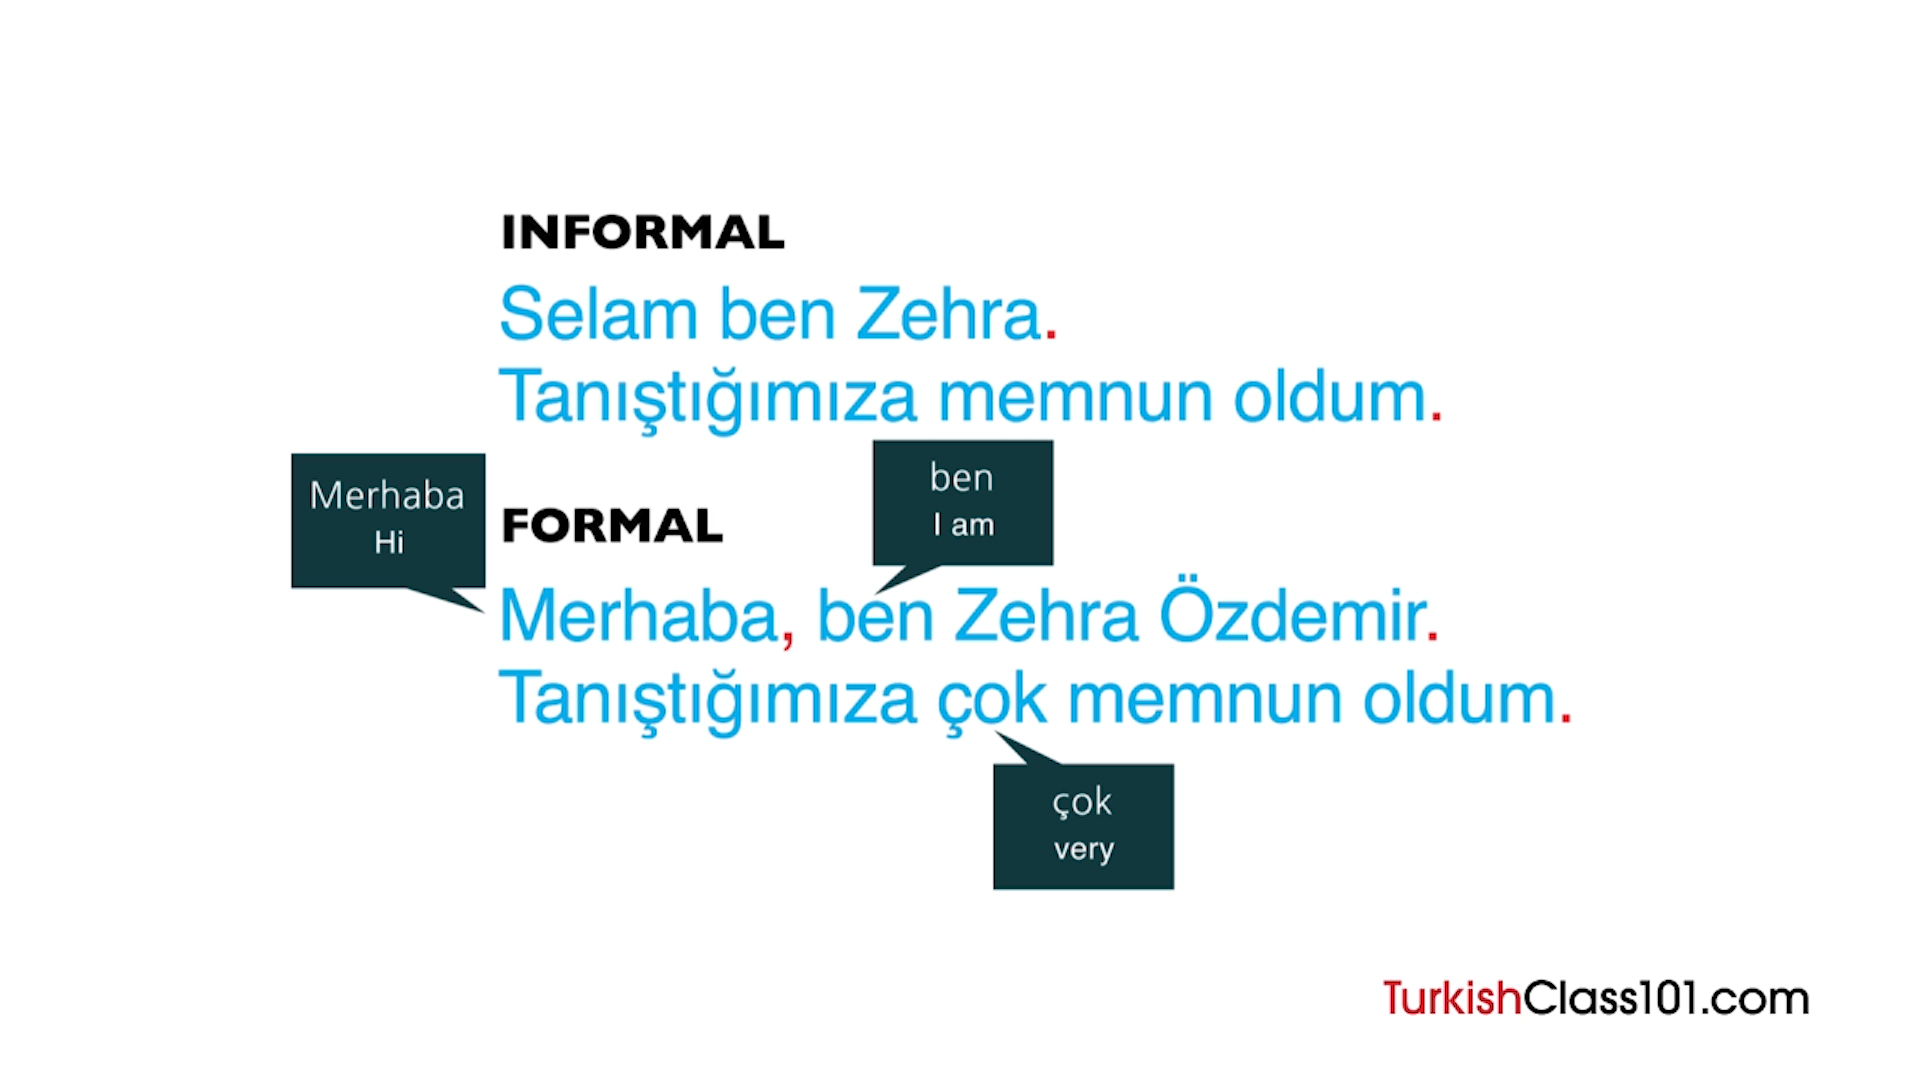 INFORMAL
Selam ben Zehra.
Tanıştığımıza memnun oldum.
Merhaba
Hi
FORMAL
ben
I am
Merhaba, ben Zehra Özdemir.
Tanıştığımıza çok memnun oldum.
çok
very
TurkishClass101.com